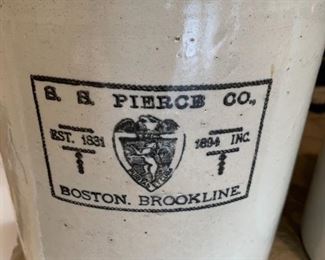 S. S. PIERCE CO.,
EST. 1831 1894 INC.
BOSTON. BROOKLINE.